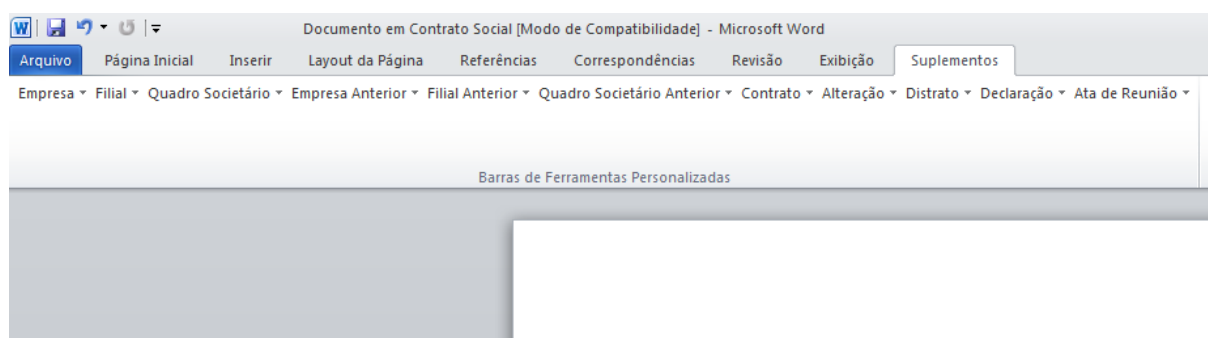 Documento em Contrato Social [Modo de Compatibilidade] - Microsoft Word
Arquivo Página Inicial Inserir Layout da Página Referências Correspondências Revisão Exibição Suplementos
Empresa Filial Quadro Societário Empresa Anterior Filial Anterior Quadro Societário Anterior Contrato Alteração Distrato Declaração Ata de Reunião
Barras de Ferramentas Personalizadas